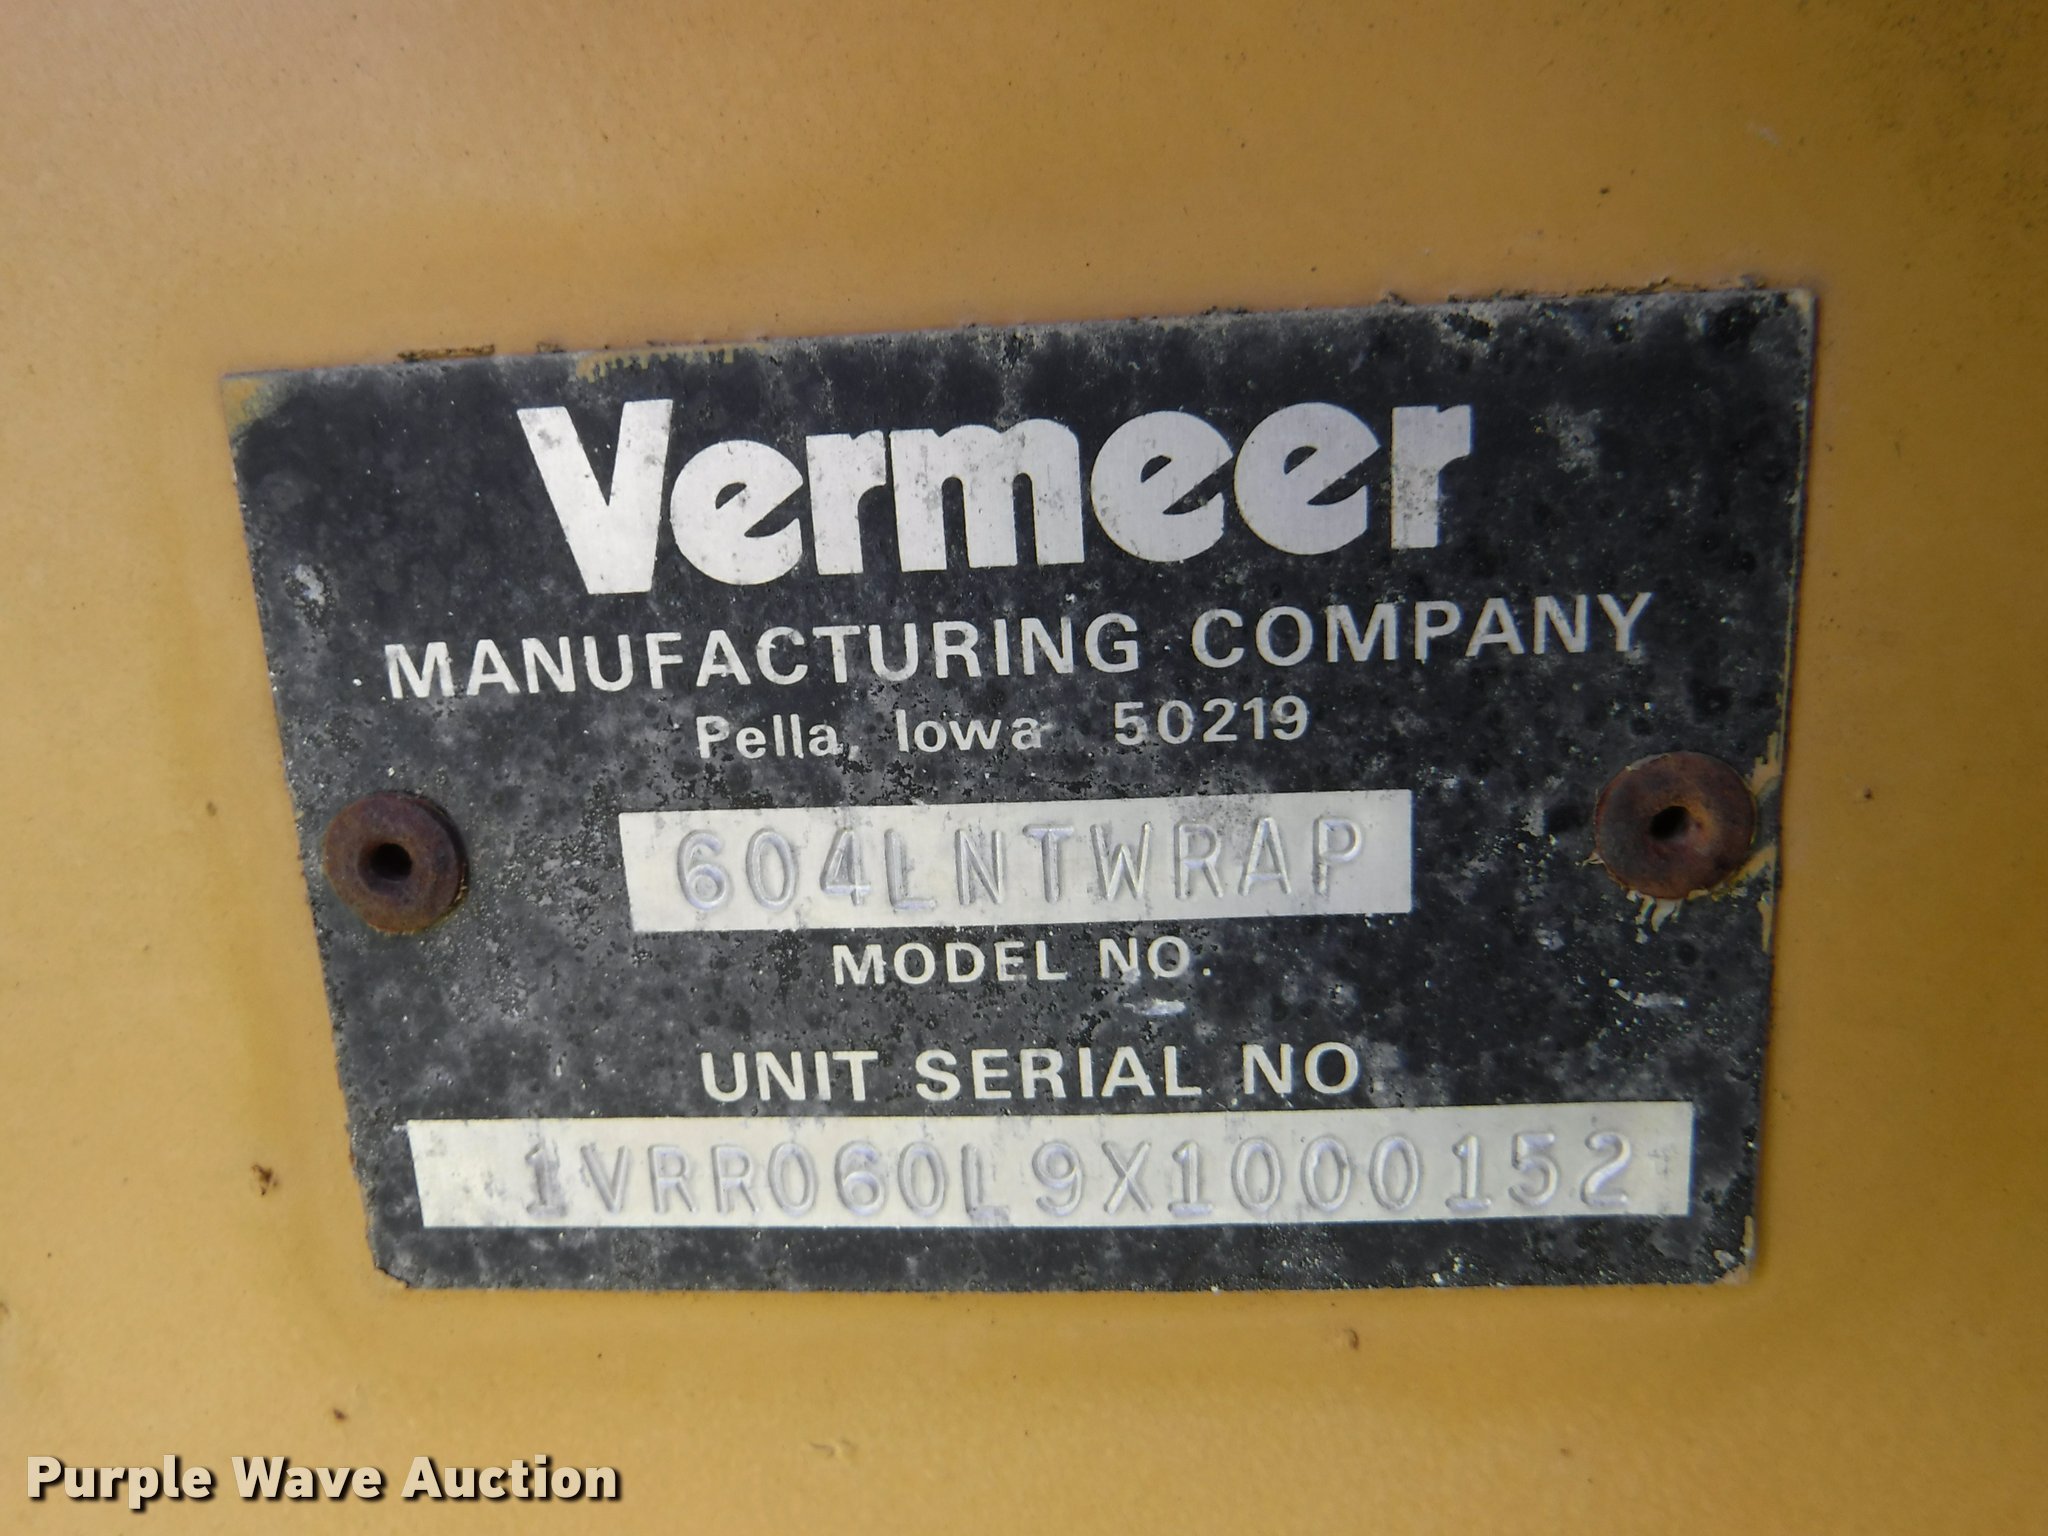 Vermeer
MANUFACTURING COMPANY
Pella, Iowa 50219
604LNTWRAP
MODEL NO.
UNIT SERIAL NO
1VRR060L9X1000152
Purple Wave Auction